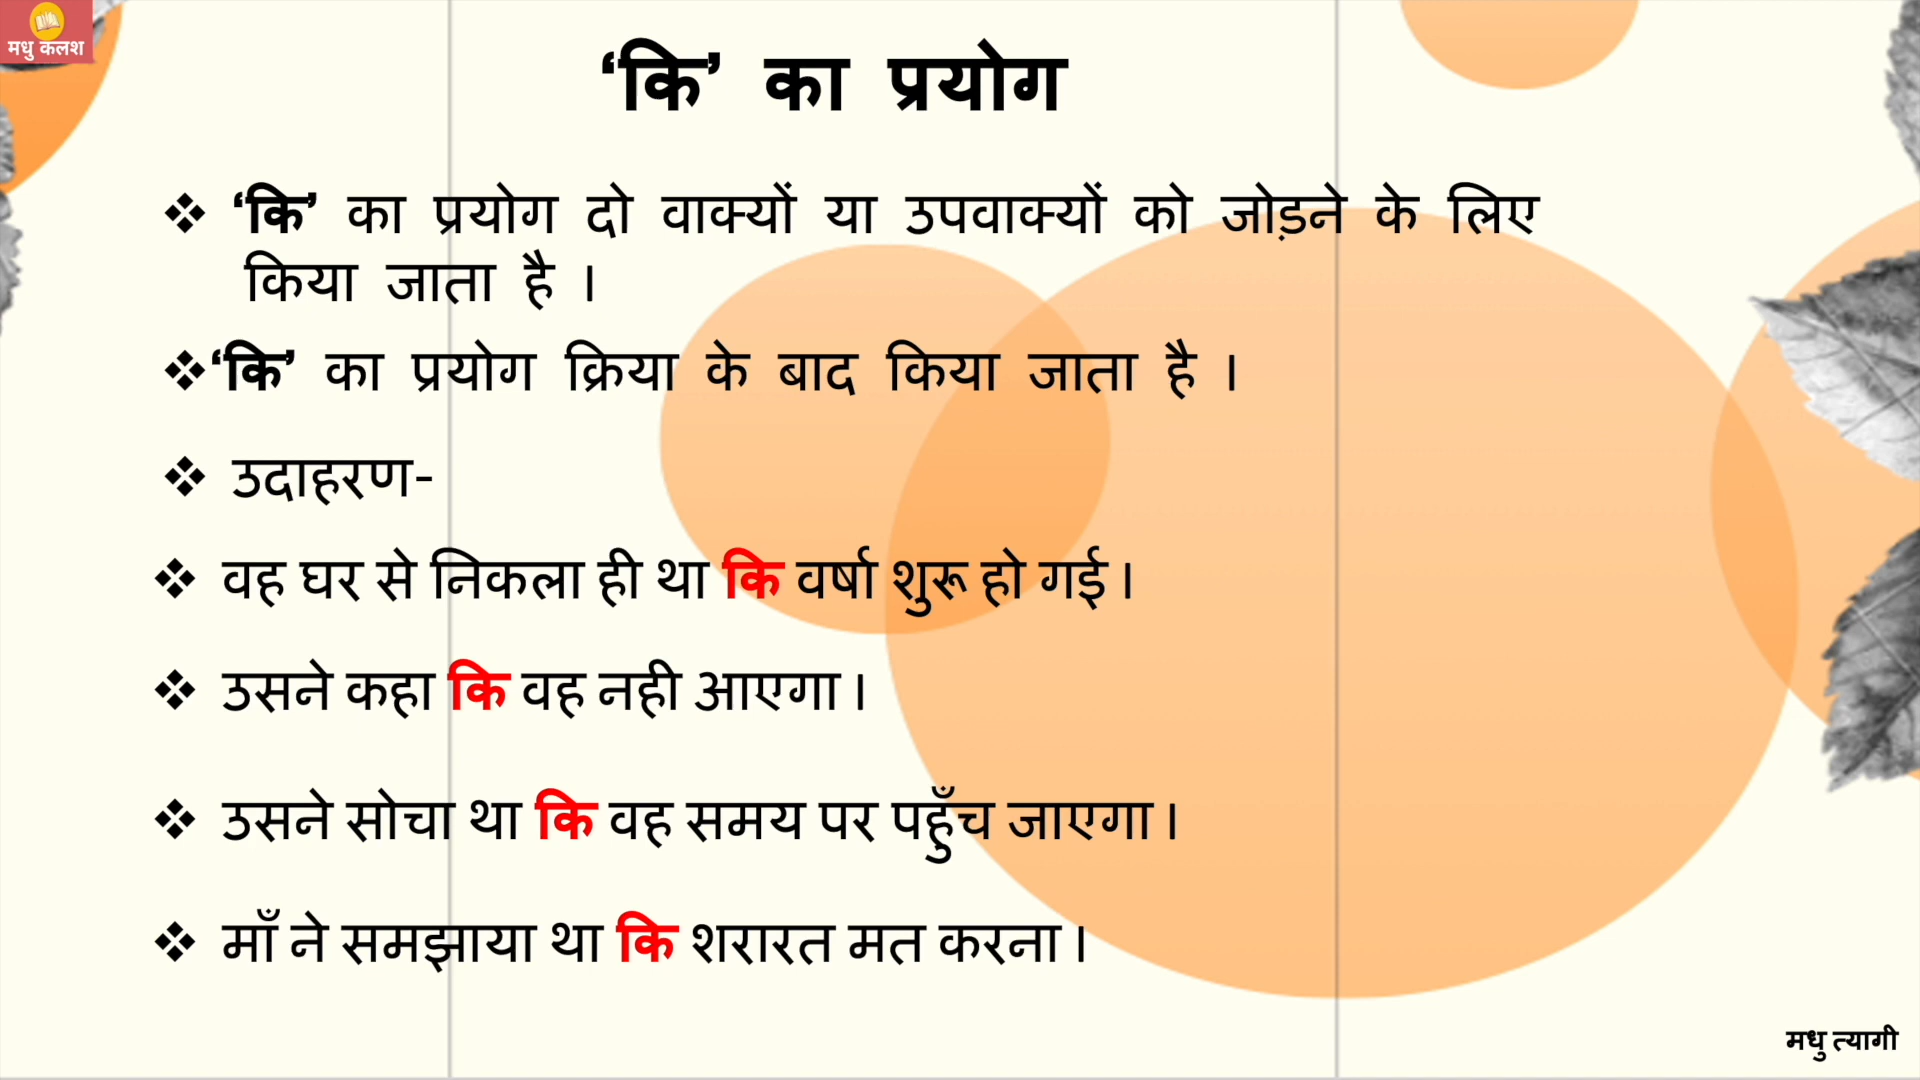 मधु कलश
‘कि’ का प्रयोग
❖ ‘कि’ का प्रयोग दो वाक्यों या उपवाक्यों को जोड़ने के लिए
किया जाता है ।
❖‘कि’ का प्रयोग क्रिया के बाद किया जाता है ।
❖ उदाहरण-
❖ वह घर से निकला ही था कि वर्षा शुरू हो गई ।
❖ उसने कहा कि वह नही आएगा ।
❖ उसने सोचा था कि वह समय पर पहुँच जाएगा ।
❖ माँ ने समझाया था कि शरारत मत करना ।
मधु त्यागी